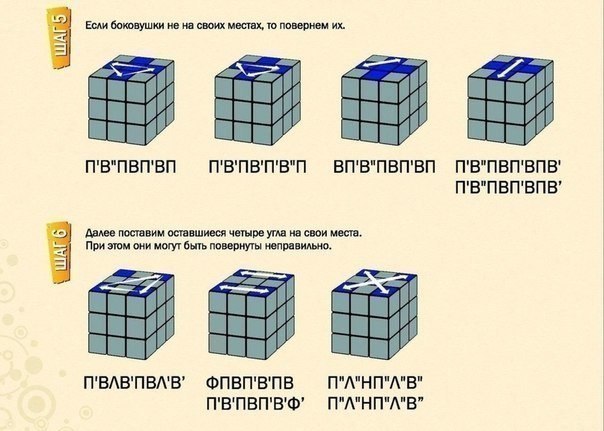 ШАГ 5
Если боковушки не на своих местах, то повернем их.
П'В"ПВП'ВП
П'В'ПВ'П'В"П
ВП'В"ПВП'ВП
П'В"ПВП'ВПВ'
П'В"ПВП'ВПВ’
ШАГ 6
Далее поставим оставшиеся четыре угла на свои места.
При этом они могут быть повернуты неправильно.
П'ВЛВ'ПВЛ'В’
ФПВП'В'ПВ
П'В'ПВП'В'Ф’
П"Л"НП"Л"В"
П"Л"НП"Л"В”